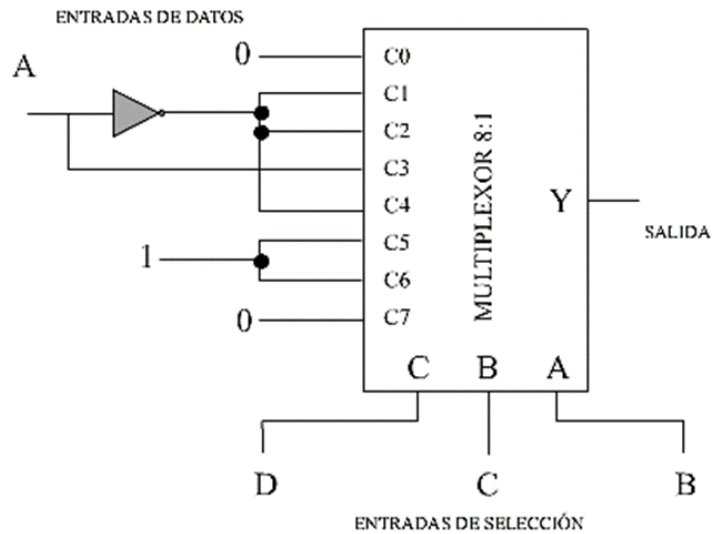 ENTRADAS DE DATOS
A
0
1
0
C0
C1
C2
C3
C4
C5
C6
C7
MULTIPLEXOR 8:1
Y
SALIDA
C B A
D C B
ENTRADAS DE SELECCIÓN